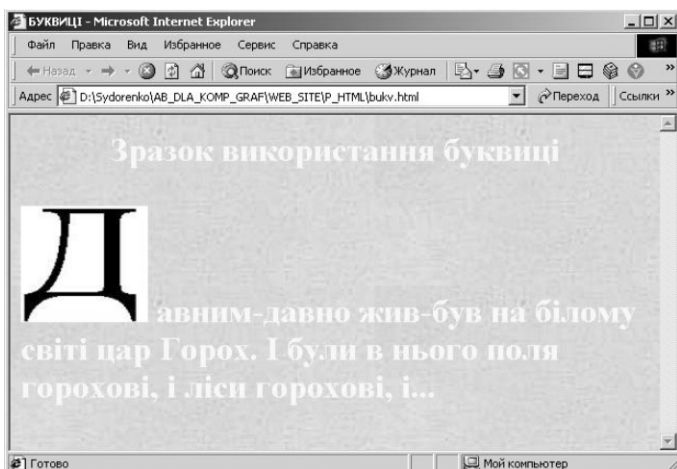 БУКВИЦІ - Microsoft Internet Explorer
Файл Правка Вид Избранное Сервис Справка
Назад Поиск Избранное Журнал »
Адрес D:\Sydorenko\AB_DLA_KOMP_GRAF\WEB_SITE\P_HTML\bukv.html Переход Ссылки »
Зразок використання буквиці
Д авним-давно жив-був на білому
світі цар Горох. І були в нього поля
горохові, і ліси горохові, і...
Готово Мой компьютер